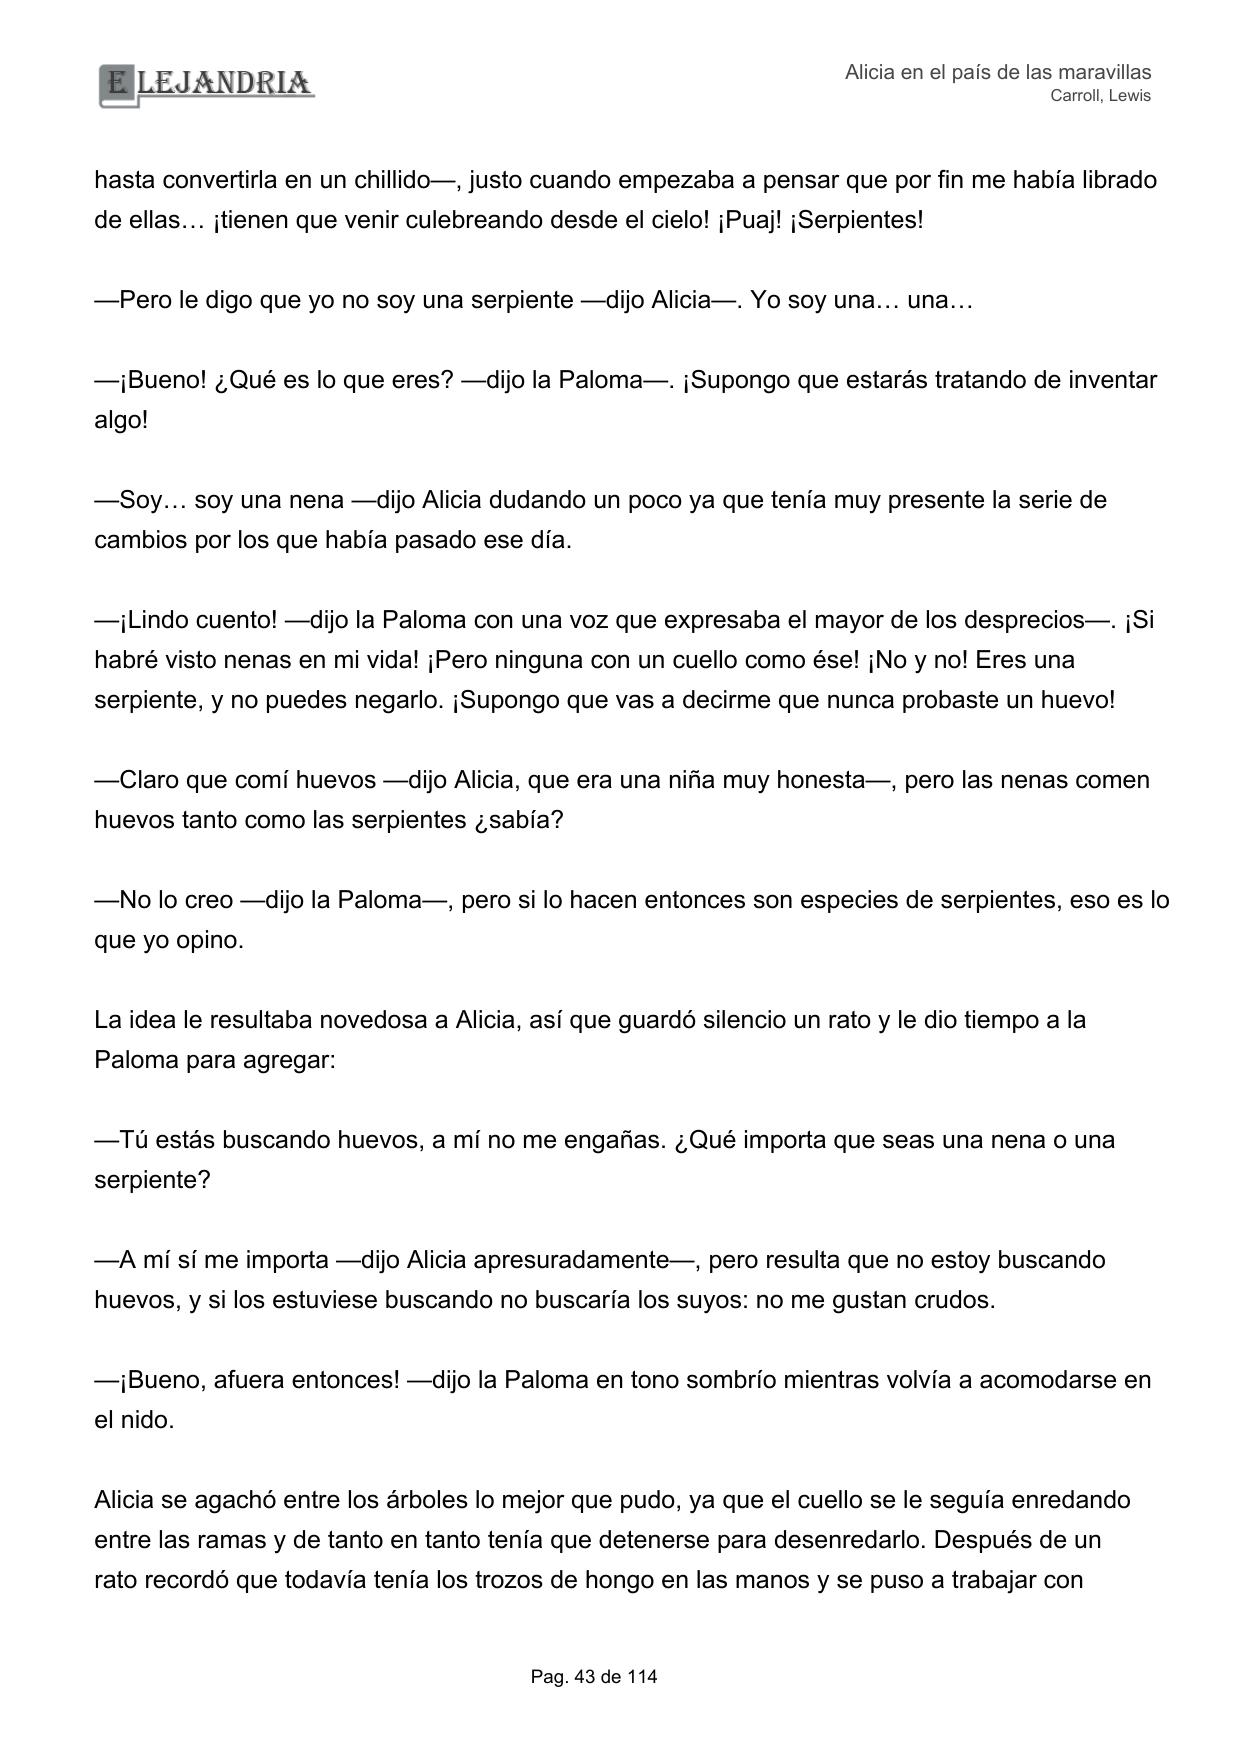 ELEJANDRIA
Alicia en el país de las maravillas
Carroll, Lewis
hasta convertirla en un chillido—, justo cuando empezaba a pensar que por fin me había librado
de ellas… ¡tienen que venir culebreando desde el cielo! ¡Puaj! ¡Serpientes!
—Pero le digo que yo no soy una serpiente —dijo Alicia—. Yo soy una… una…
—¡Bueno! ¿Qué es lo que eres? —dijo la Paloma—. ¡Supongo que estarás tratando de inventar
algo!
—Soy… soy una nena —dijo Alicia dudando un poco ya que tenía muy presente la serie de
cambios por los que había pasado ese día.
—¡Lindo cuento! —dijo la Paloma con una voz que expresaba el mayor de los desprecios—. ¡Si
habré visto nenas en mi vida! ¡Pero ninguna con un cuello como ése! ¡No y no! Eres una
serpiente, y no puedes negarlo. ¡Supongo que vas a decirme que nunca probaste un huevo!
—Claro que comí huevos —dijo Alicia, que era una niña muy honesta—, pero las nenas comen
huevos tanto como las serpientes ¿sabía?
—No lo creo —dijo la Paloma—, pero si lo hacen entonces son especies de serpientes, eso es lo
que yo opino.
La idea le resultaba novedosa a Alicia, así que guardó silencio un rato y le dio tiempo a la
Paloma para agregar:
—Tú estás buscando huevos, a mí no me engañas. ¿Qué importa que seas una nena o una
serpiente?
—A mí sí me importa —dijo Alicia apresuradamente—, pero resulta que no estoy buscando
huevos, y si los estuviese buscando no buscaría los suyos: no me gustan crudos.
—¡Bueno, afuera entonces! —dijo la Paloma en tono sombrío mientras volvía a acomodarse en
el nido.
Alicia se agachó entre los árboles lo mejor que pudo, ya que el cuello se le seguía enredando
entre las ramas y de tanto en tanto tenía que detenerse para desenredarlo. Después de un
rato recordó que todavía tenía los trozos de hongo en las manos y se puso a trabajar con
Pag. 43 de 114